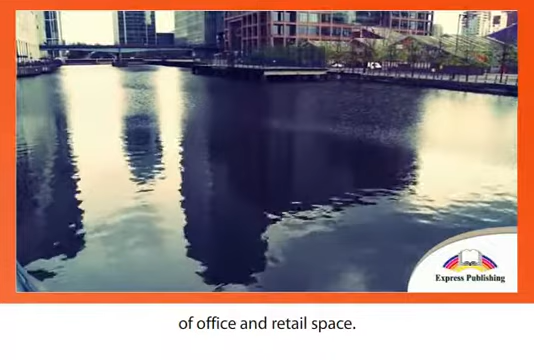 Express Publishing
of office and retail space.